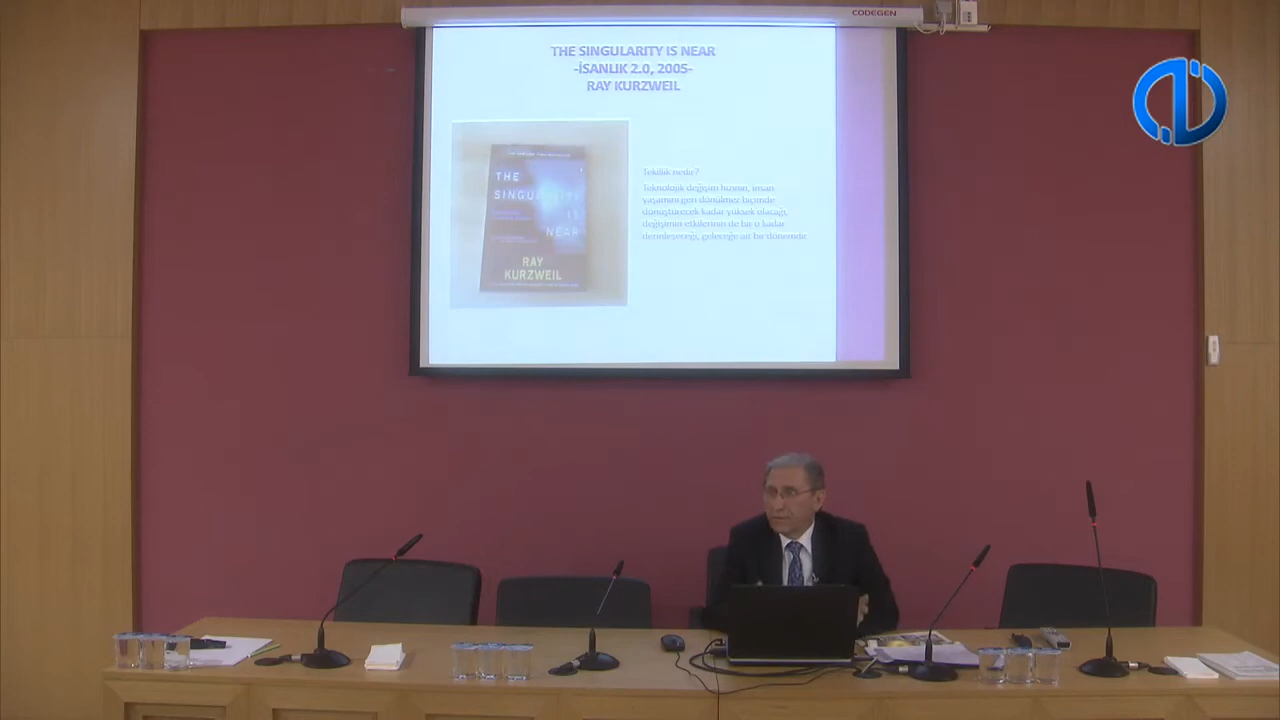 CODEGEN
THE SINGULARITY IS NEAR
-İSANLIK 2.0, 2005-
RAY KURZWEIL
THE
SINGULARITY
IS
NEAR
RAY
KURZWEIL
Tekillik nedir?
Teknolojik değişim hızının, insan
yaşamını geri dönülmez biçimde
dönüştürecek kadar yüksek olacağı,
değişimin etkilerinin de bir o kadar
derinleşeceği, geleceğe ait bir dönemdir.